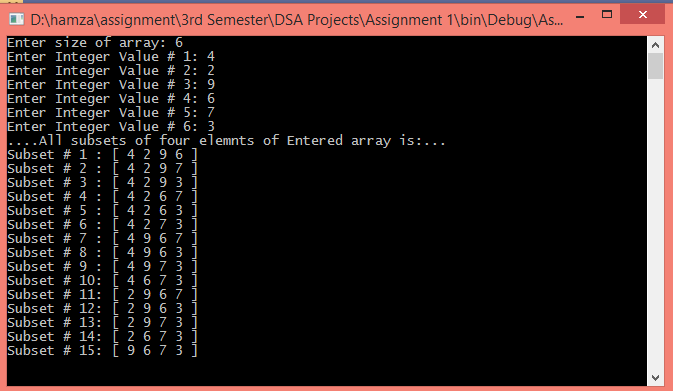 D:\hamza\assignment\3rd Semester\DSA Projects\Assignment 1\bin\Debug\As...
Enter size of array: 6
Enter Integer Value # 1: 4
Enter Integer Value # 2: 2
Enter Integer Value # 3: 9
Enter Integer Value # 4: 6
Enter Integer Value # 5: 7
Enter Integer Value # 6: 3
....All subsets of four elemnts of Entered array is:...
Subset # 1 : [ 4 2 9 6 ]
Subset # 2 : [ 4 2 9 7 ]
Subset # 3 : [ 4 2 9 3 ]
Subset # 4 : [ 4 2 6 7 ]
Subset # 5 : [ 4 2 6 3 ]
Subset # 6 : [ 4 2 7 3 ]
Subset # 7 : [ 4 9 6 7 ]
Subset # 8 : [ 4 9 6 3 ]
Subset # 9 : [ 4 9 7 3 ]
Subset # 10: [ 4 6 7 3 ]
Subset # 11: [ 2 9 6 7 ]
Subset # 12: [ 2 9 6 3 ]
Subset # 13: [ 2 9 7 3 ]
Subset # 14: [ 2 6 7 3 ]
Subset # 15: [ 9 6 7 3 ]